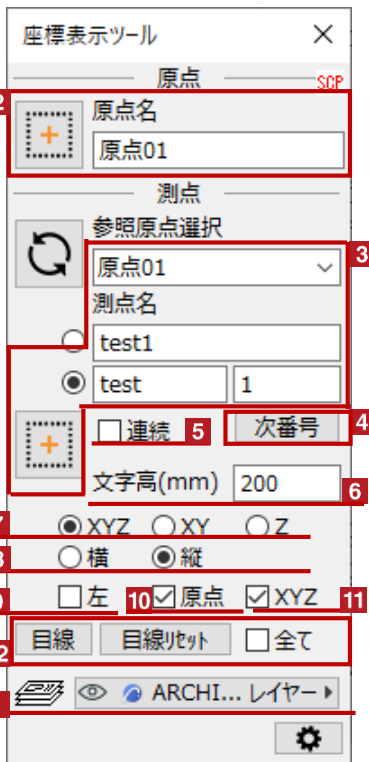 座標表示ツール
原点
SCP
2
原点名
原点01
測点
参照原点選択
3
原点01
測点名
test1
test 1
4
連続 5 次番号
文字高(mm) 200
6
XYZ XY Z
横 縦
左 10 原点 XYZ 11
2
目線 目線リセット 全て
ARCHI... レイヤー